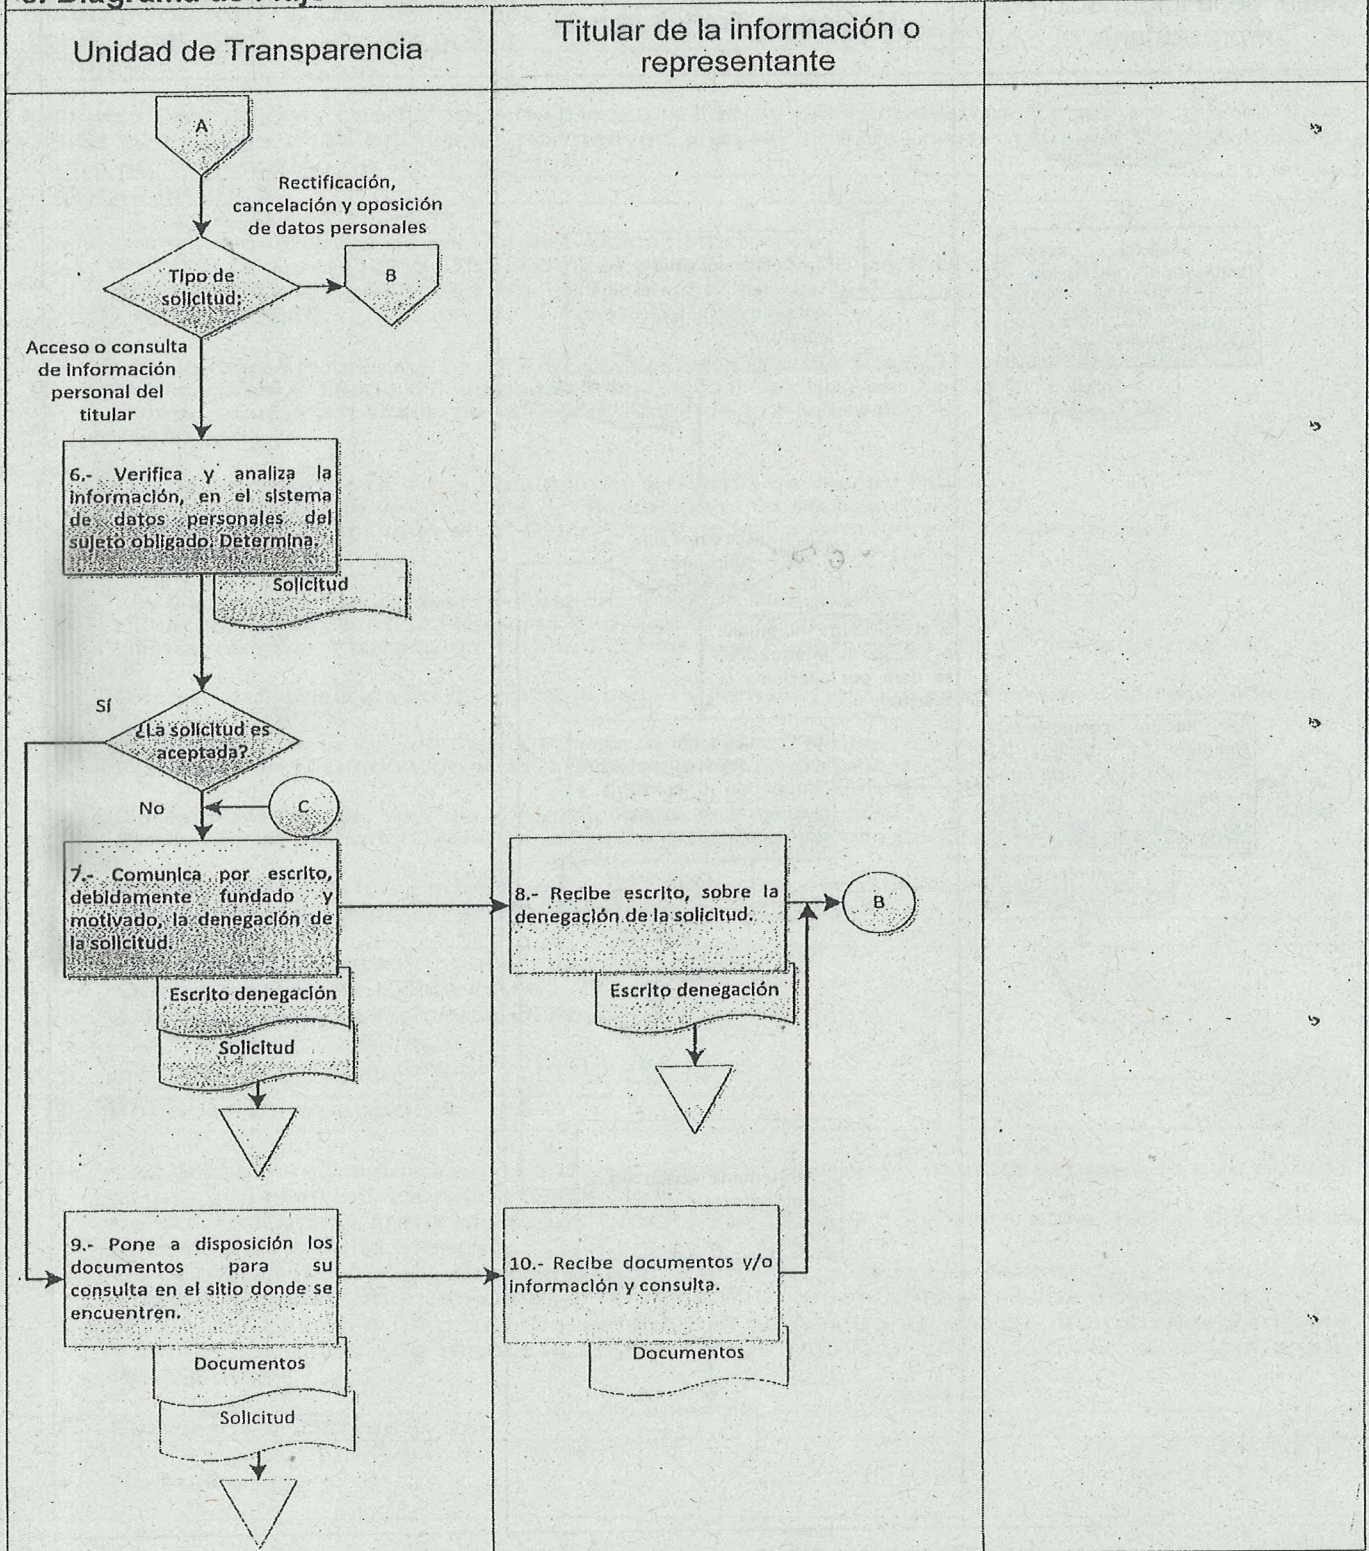 Unidad de Transparencia
Titular de la información o
representante
A
Rectificación,
cancelación y oposición
de datos personales
Tipo de
solicitud:
B
Acceso o consulta
de información
personal del
titular
6.- Verifica y analiza la
información, en el sistema
de datos personales del
sujeto obligado. Determina.
Solicitud
Sí
¿La solicitud es
aceptada?
No
C
7.- Comunica por escrito,
debidamente fundado y
motivado, la denegación de
la solicitud.
8.- Recibe escrito, sobre la
denegación de la solicitud.
B
Escrito denegación
Solicitud
Escrito denegación
9.- Pone a disposición los
documentos para su
consulta en el sitio donde se
encuentren.
10.- Recibe documentos y/o
información y consulta.
Documentos
Solicitud
Documentos